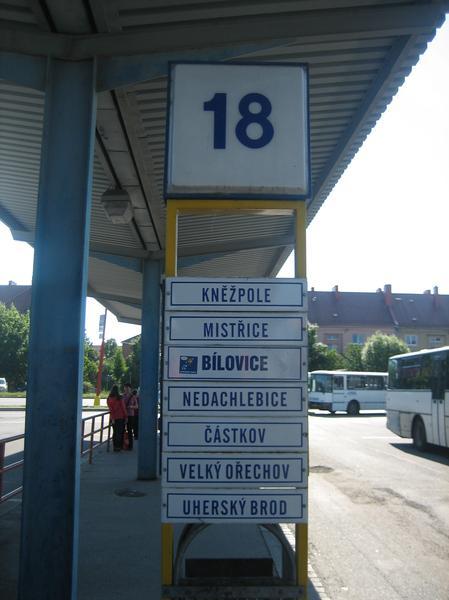 18
KNĚŽPOLE
MISTŘICE
BÍLOVICE
NEDACHLEBICE
ČÁSTKOV
VELKÝ OŘECHOV
UHERSKÝ BROD